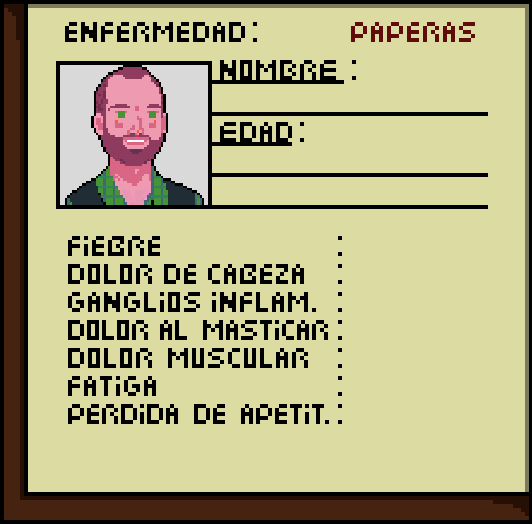 ENFERMEDAD: PAPERAS
NOMBRE :
EDAD:
FiEBRE :
DOLOR DE CABEZA :
GANGLiOS iNFLAM. :
DOLOR AL MASTiCAR:
DOLOR MUSCULAR :
FATiGA :
PERDiDA DE APETiT.: